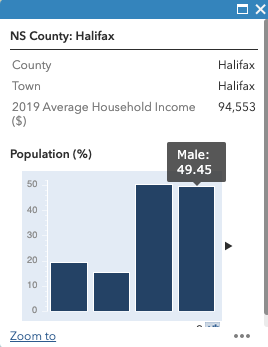 NS County: Halifax
County Halifax
Town Halifax
2019 Average Household Income 94,553
($)
Population (%)
Male:
49.45
50
40
30
20
10
0
Zoom to